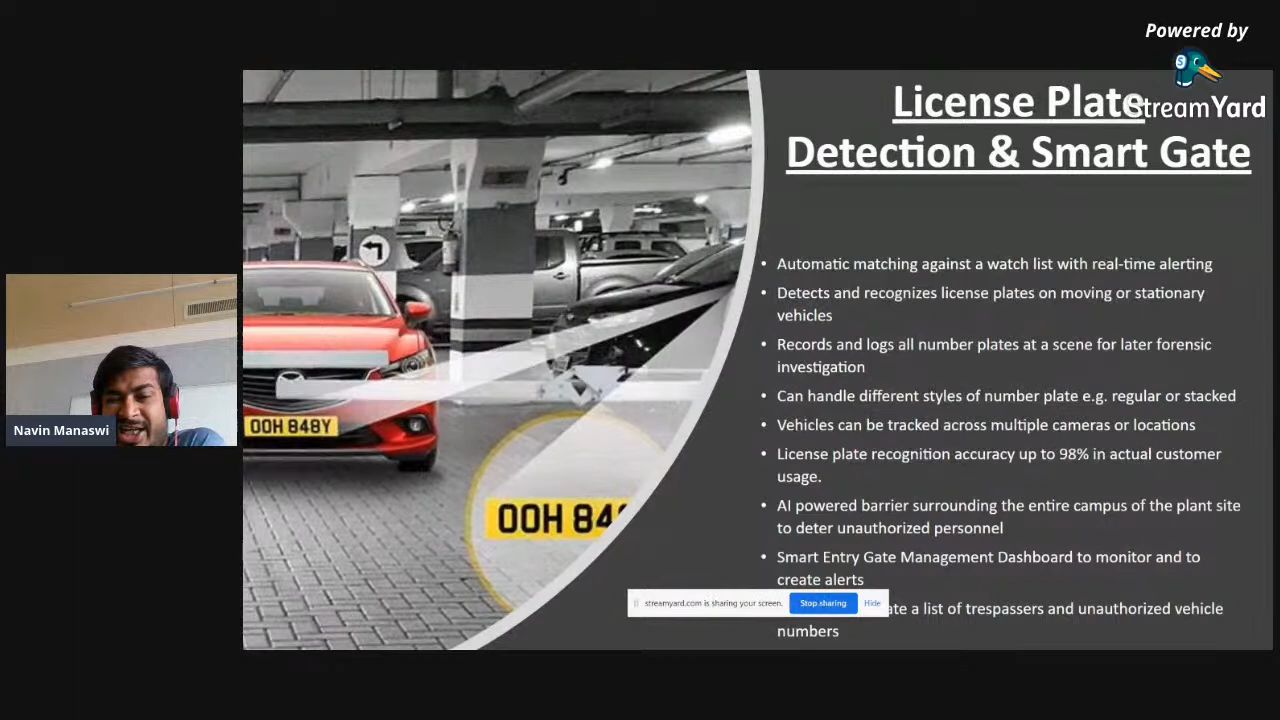 Powered by
StreamYard
License Plate
Detection & Smart Gate
• Automatic matching against a watch list with real-time alerting
• Detects and recognizes license plates on moving or stationary
vehicles
• Records and logs all number plates at a scene for later forensic
investigation
• Can handle different styles of number plate e.g. regular or stacked
• Vehicles can be tracked across multiple cameras or locations
• License plate recognition accuracy up to 98% in actual customer
usage.
• AI powered barrier surrounding the entire campus of the plant site
to deter unauthorized personnel
• Smart Entry Gate Management Dashboard to monitor and to
create alerts
a list of trespassers and unauthorized vehicle
numbers
streamyard.com is sharing your screen. Stop sharing Hide
OOH 848Y
OOH 84
Navin Manaswi